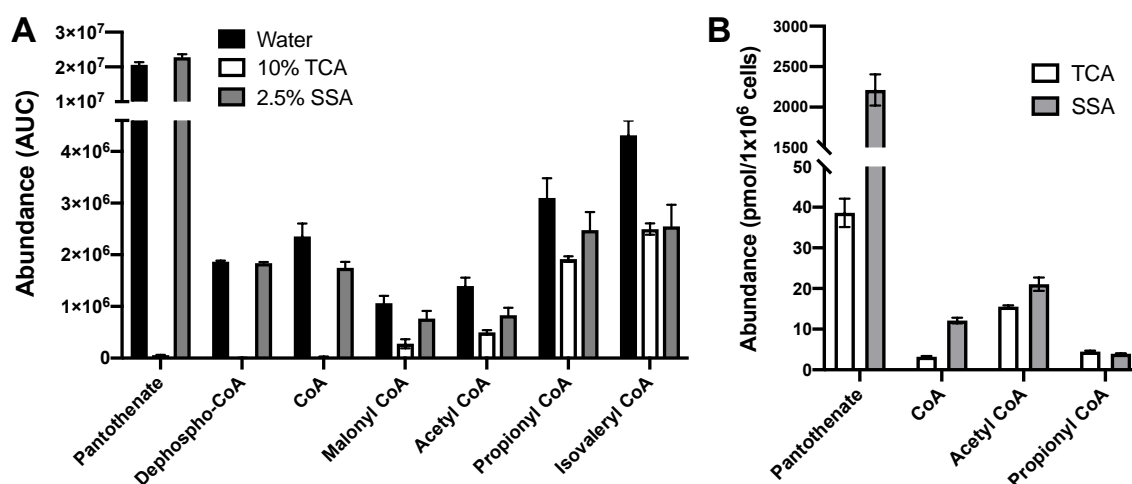 A
Abundance (AUC)
3×10⁷
2×10⁷
1×10⁷
4×10⁶
3×10⁶
2×10⁶
1×10⁶
0
Water
10% TCA
2.5% SSA
Pantothenate
Dephospho-CoA
CoA
Malonyl CoA
Acetyl CoA
Propionyl CoA
Isovaleryl CoA
B
Abundance (pmol/1x10⁶ cells)
3000
2500
2000
1500
50
40
30
20
10
0
TCA
SSA
Pantothenate
CoA
Acetyl CoA
Propionyl CoA